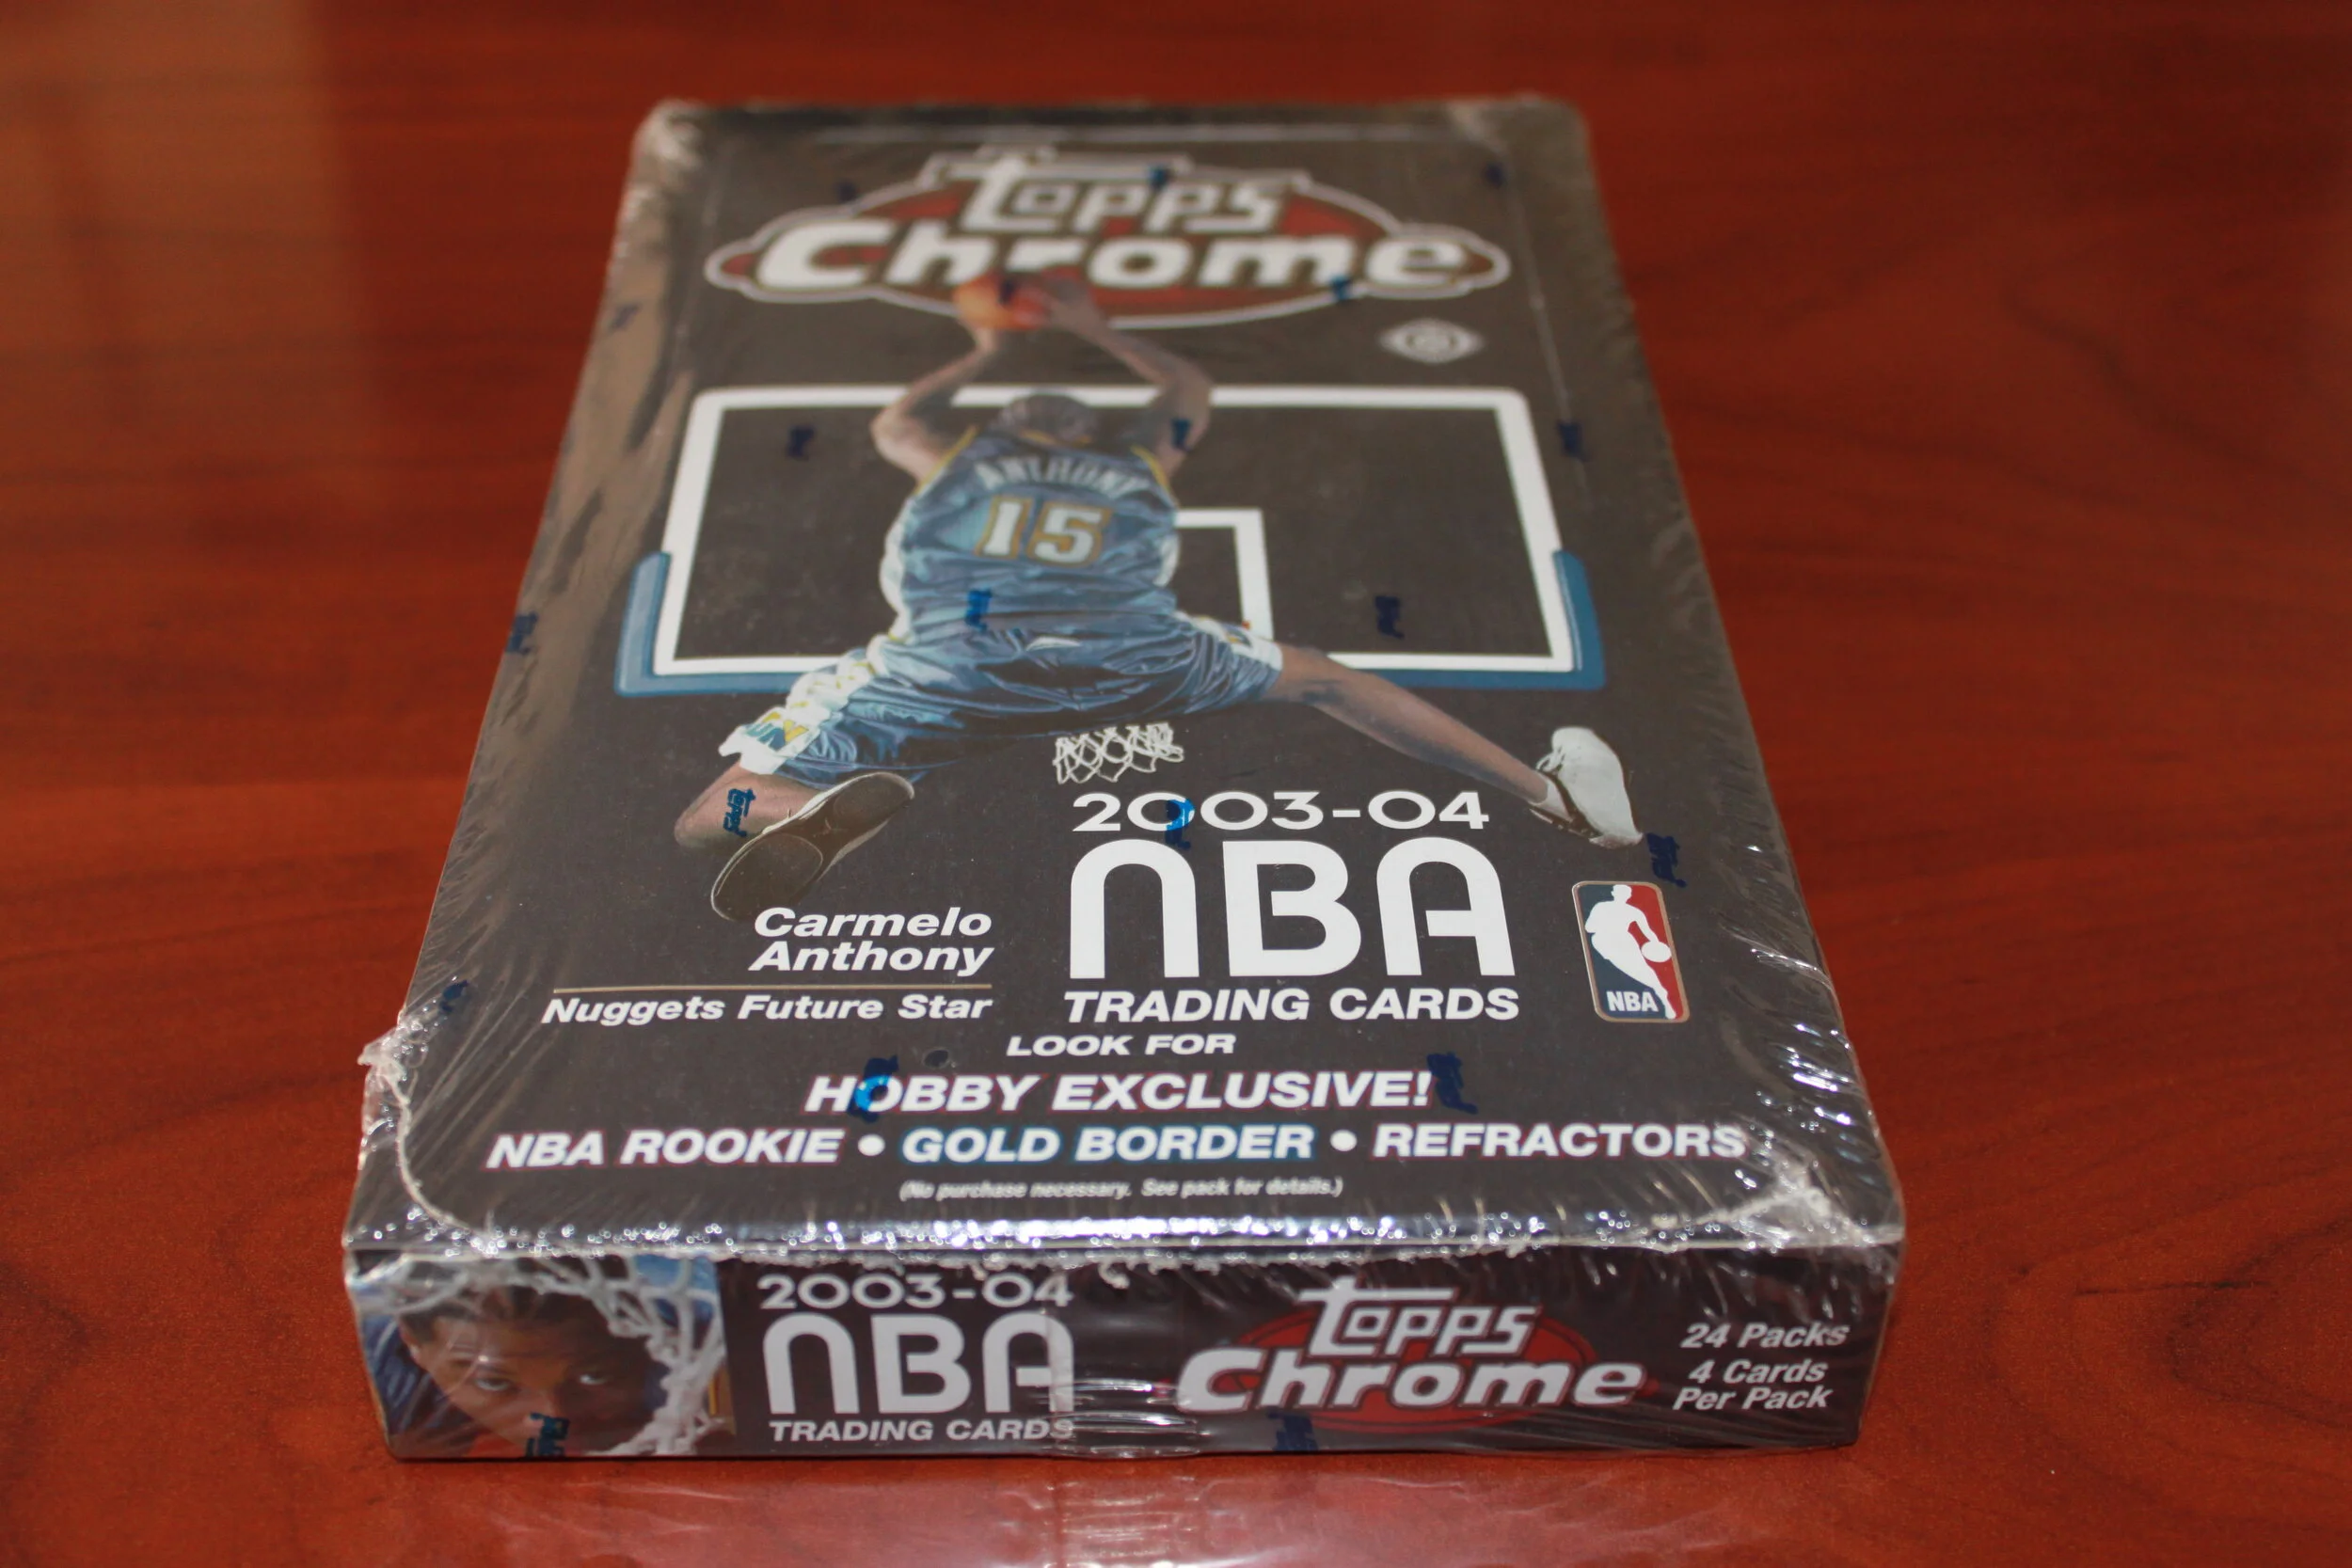 Topps
Chrome
ANTHONY
15
2003-04
NBA
TRADING CARDS
NBA
Carmelo
Anthony
Nuggets Future Star
LOOK FOR
HOBBY EXCLUSIVE!
NBA ROOKIE • GOLD BORDER • REFRACTORS
(No purchase necessary. See pack for details.)
2003-04
NBA
TRADING CARDS
Topps
Chrome
24 Packs
4 Cards
Per Pack
topps